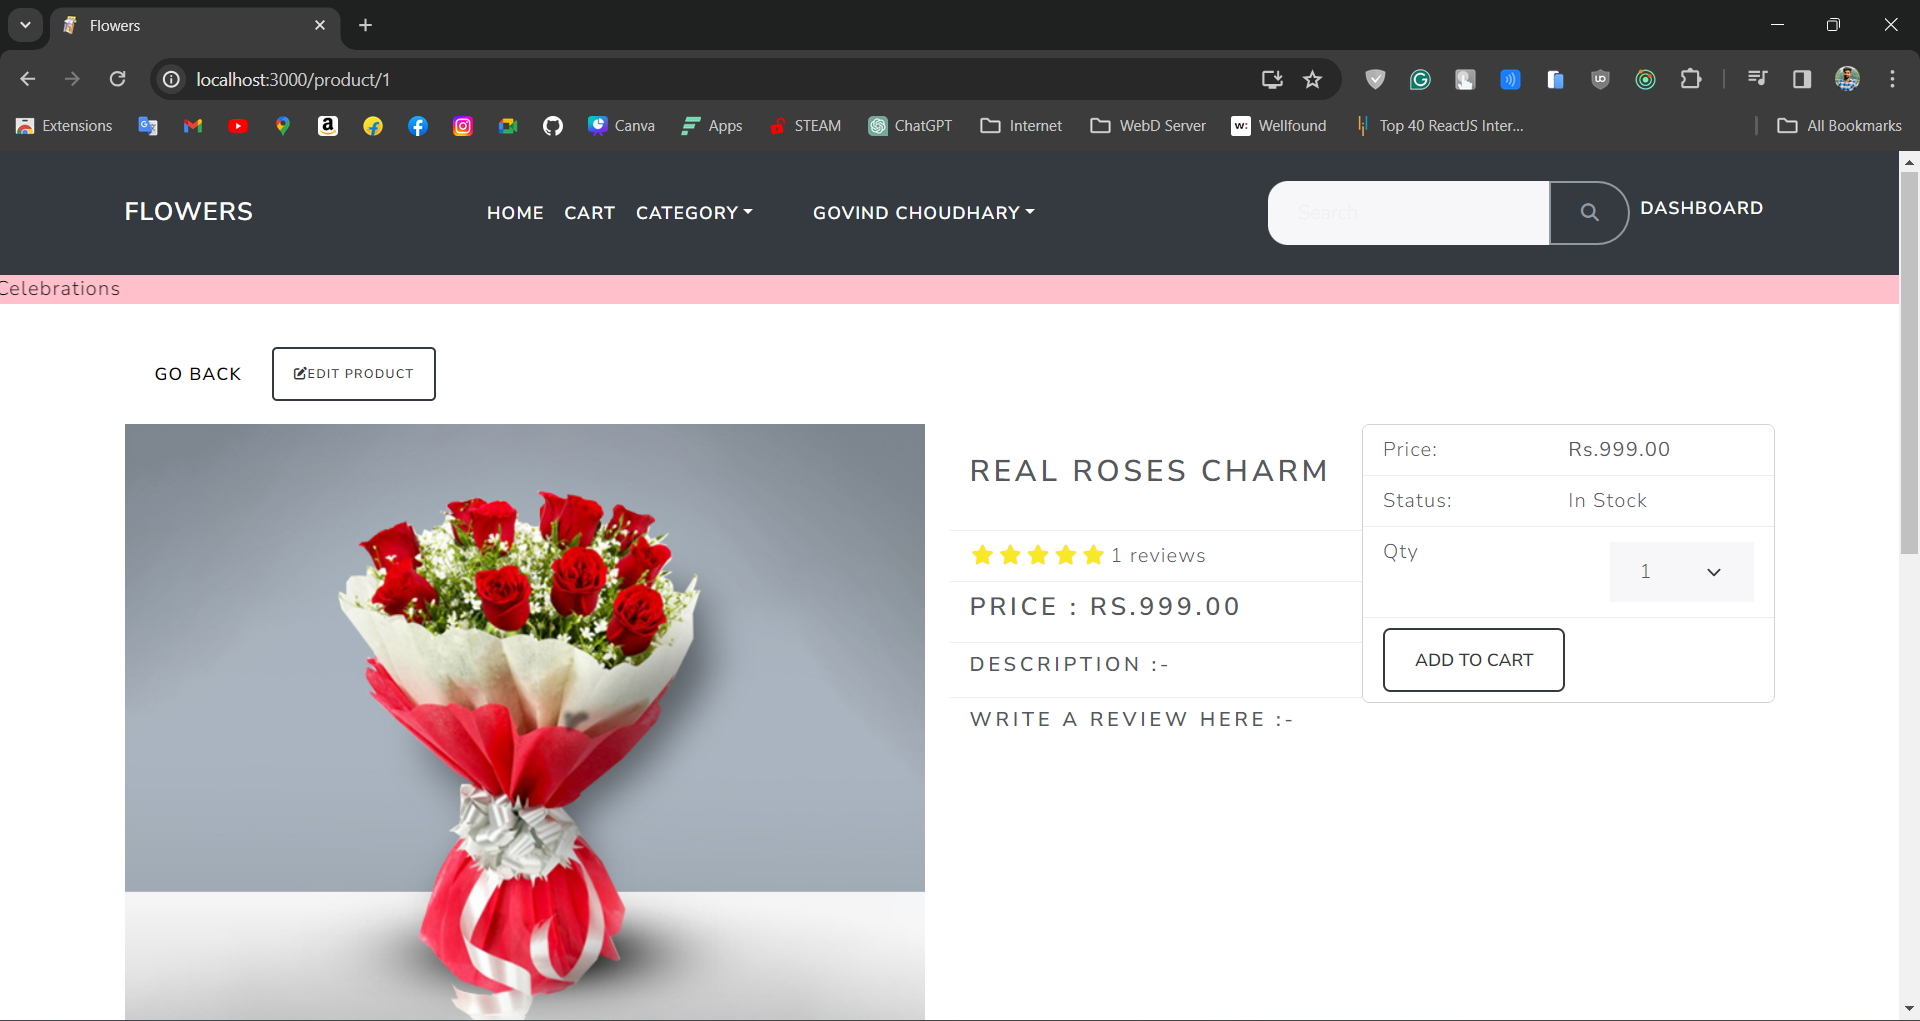 Flowers
localhost:3000/product/1
Extensions
Canva
Apps
STEAM
ChatGPT
Internet
WebD Server
w: Wellfound
Top 40 ReactJS Inter...
All Bookmarks
FLOWERS
HOME CART CATEGORY
GOVIND CHOUDHARY
Search
DASHBOARD
Celebrations
GO BACK
EDIT PRODUCT
REAL ROSES CHARM
1 reviews
PRICE : RS.999.00
DESCRIPTION :-
WRITE A REVIEW HERE :-
Price: Rs.999.00
Status: In Stock
Qty 1
ADD TO CART